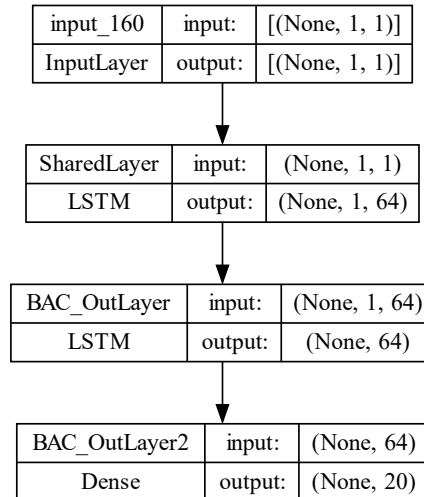 input_160 input: [(None, 1, 1)]
InputLayer output: [(None, 1, 1)]
SharedLayer input: (None, 1, 1)
LSTM output: (None, 1, 64)
BAC_OutLayer input: (None, 1, 64)
LSTM output: (None, 64)
BAC_OutLayer2 input: (None, 64)
Dense output: (None, 20)